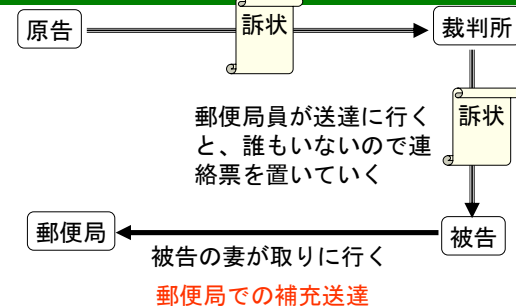 原告
訴状
裁判所
郵便局員が送達に行く
と、誰もいないので連
絡票を置いていく
訴状
郵便局
被告
被告の妻が取りに行く
郵便局での補充送達